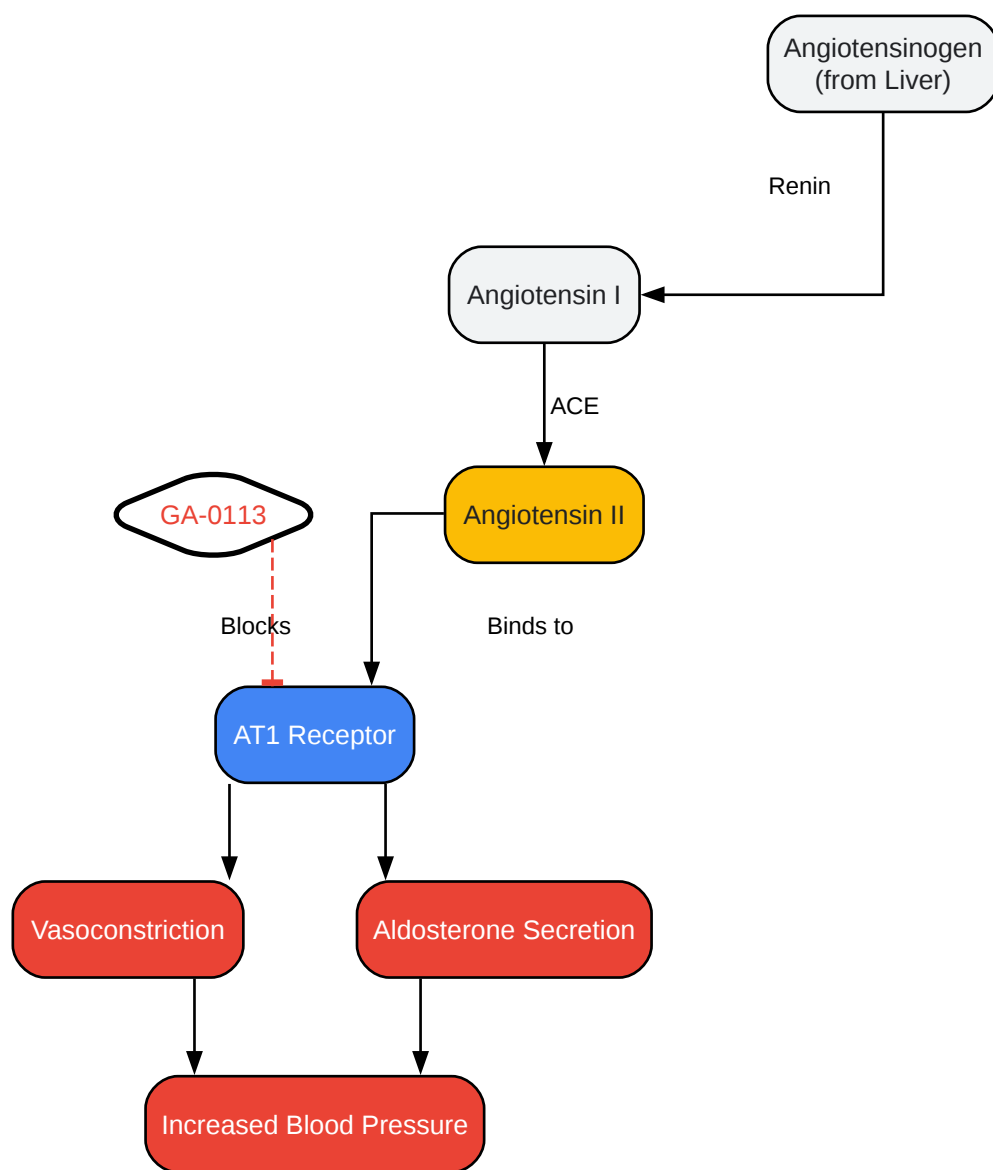 Angiotensinogen
(from Liver)
Renin
Angiotensin I
ACE
GA-0113
Angiotensin II
Blocks
Binds to
AT1 Receptor
Vasoconstriction
Aldosterone Secretion
Increased Blood Pressure